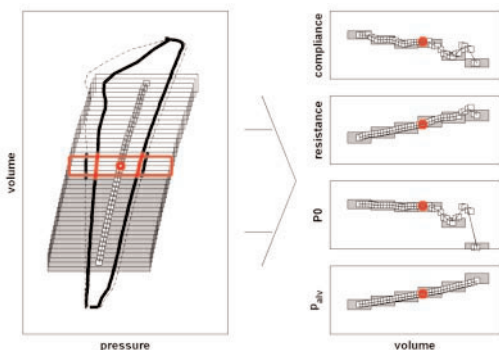 volume
pressure
compliance
resistance
P0
Palv
volume